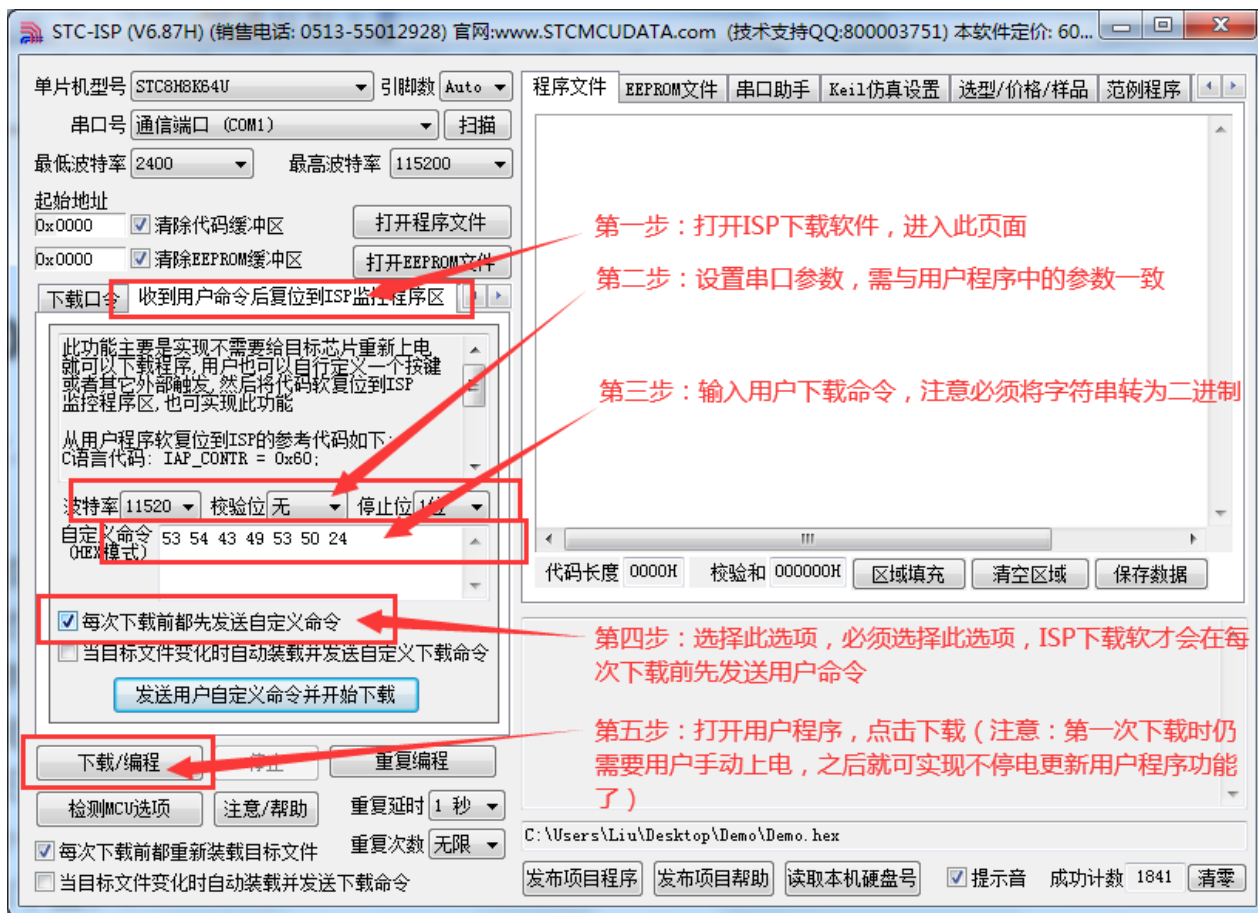 STC-ISP (V6.87H) (销售电话: 0513-55012928) 官网:www.STCMCUDATA.com (技术支持QQ:800003751) 本软件定价: 60...
单片机型号 STC8H8K64U 引脚数 Auto
串口号 通信端口 (COM1) 扫描
最低波特率 2400 最高波特率 115200
起始地址
0x0000 清除代码缓冲区 打开程序文件
0x0000 清除EEPROM缓冲区 打开EEPROM文件
下载口令 收到用户命令后复位到ISP监控程序区
此功能主要是实现不需要给目标芯片重新上电
就可以下载程序,用户也可以自行定义一个按键
或者其它外部触发,然后将代码软复位到ISP
监控程序区,也可实现此功能
从用户程序软复位到ISP的参考代码如下:
C语言代码: IAP_CONTR = 0x60;
波特率 11520 校验位 无 停止位 1位
自定义命令
(HEX模式)
53 54 43 49 53 50 24
每次下载前都先发送自定义命令
当目标文件变化时自动装载并发送自定义下载命令
发送用户自定义命令并开始下载
下载/编程 停止 重复编程
检测MCU选项 注意/帮助 重复延时 1 秒
每次下载前都重新装载目标文件 重复次数 无限
当目标文件变化时自动装载并发送下载命令
程序文件 EEPROM文件 串口助手 Keil仿真设置 选型/价格/样品 范例程序
第一步：打开ISP下载软件，进入此页面
第二步：设置串口参数，需与用户程序中的参数一致
第三步：输入用户下载命令，注意必须将字符串转为二进制
代码长度 0000H 校验和 000000H 区域填充 清空区域 保存数据
第四步：选择此选项，必须选择此选项，ISP下载软才会在每
次下载前先发送用户命令
第五步：打开用户程序，点击下载（注意：第一次下载时仍
需要用户手动上电，之后就可实现不停电更新用户程序功能
了）
C:\Users\Liu\Desktop\Demo\Demo.hex
发布项目程序 发布项目帮助 读取本机硬盘号 提示音 成功计数 1841 清零